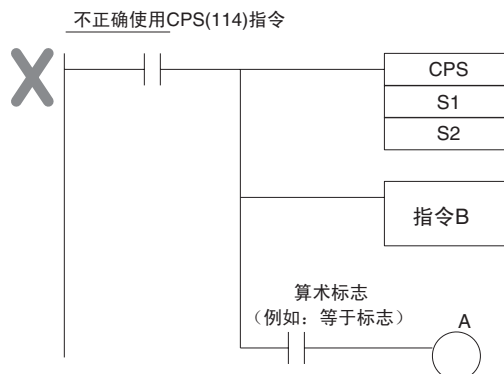 不正确使用CPS(114)指令
CPS
S1
S2
指令B
算术标志
（例如：等于标志）
A